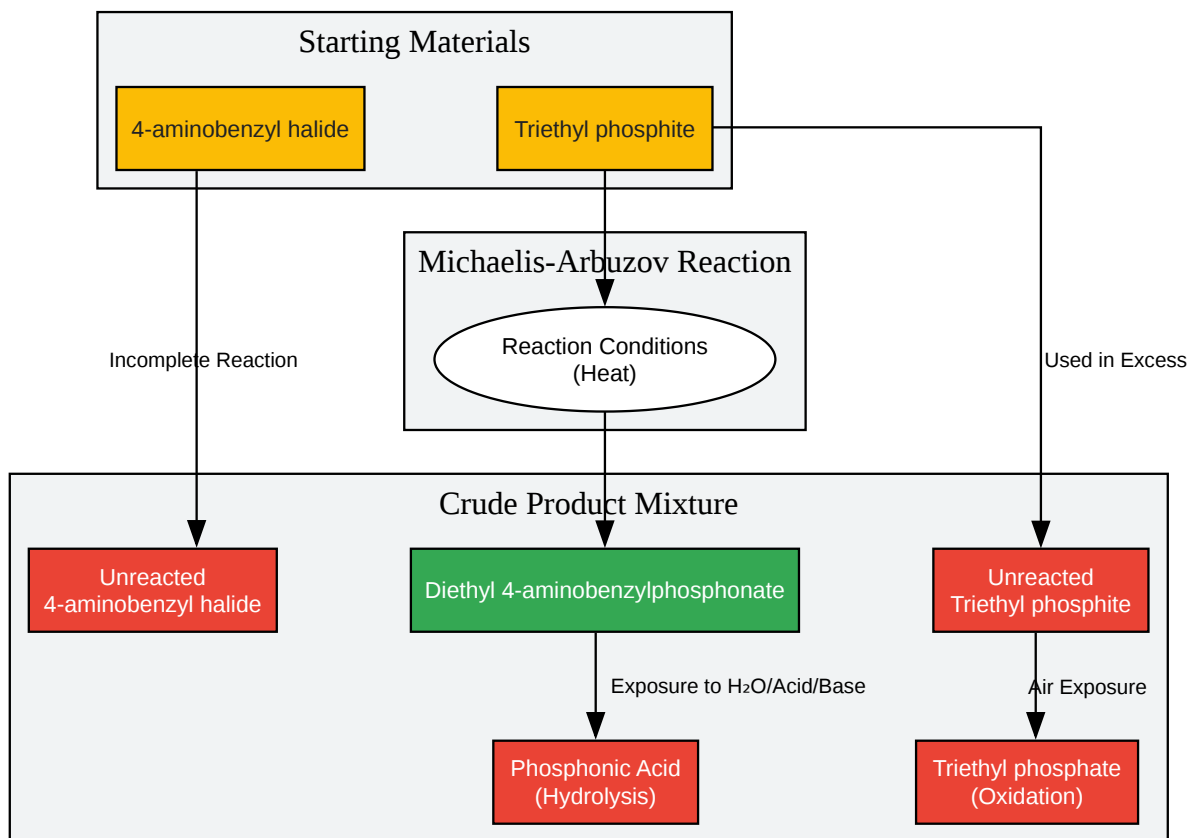 Starting Materials
4-aminobenzyl halide
Triethyl phosphite
Michaelis-Arbuzov Reaction
Reaction Conditions
(Heat)
Incomplete Reaction
Used in Excess
Crude Product Mixture
Unreacted
4-aminobenzyl halide
Diethyl 4-aminobenzylphosphonate
Unreacted
Triethyl phosphite
Exposure to H₂O/Acid/Base
Air Exposure
Phosphonic Acid
(Hydrolysis)
Triethyl phosphate
(Oxidation)